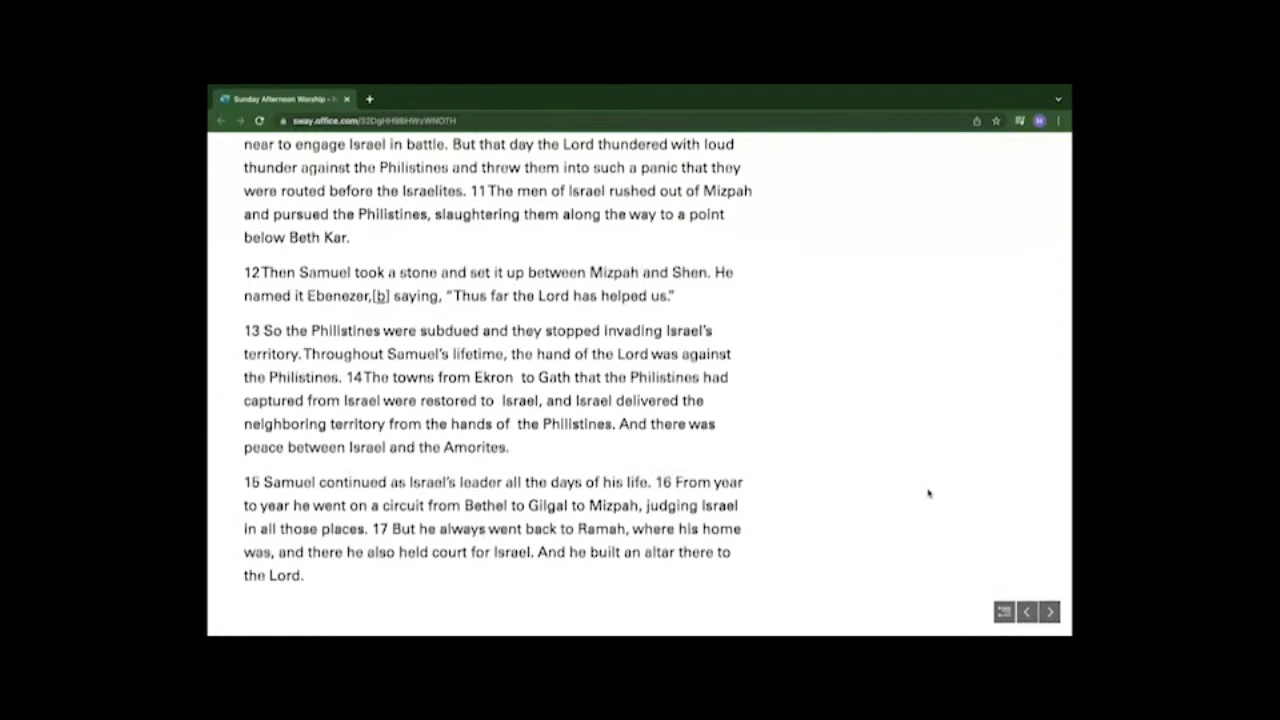 Sunday Afternoon Worship -
sway.office.com/
near to engage Israel in battle. But that day the Lord thundered with loud
thunder against the Philistines and threw them into such a panic that they
were routed before the Israelites. 11 The men of Israel rushed out of Mizpah
and pursued the Philistines, slaughtering them along the way to a point
below Beth Kar.
12 Then Samuel took a stone and set it up between Mizpah and Shen. He
named it Ebenezer,[b] saying, “Thus far the Lord has helped us.”
13 So the Philistines were subdued and they stopped invading Israel’s
territory. Throughout Samuel’s lifetime, the hand of the Lord was against
the Philistines. 14 The towns from Ekron to Gath that the Philistines had
captured from Israel were restored to Israel, and Israel delivered the
neighboring territory from the hands of the Philistines. And there was
peace between Israel and the Amorites.
15 Samuel continued as Israel’s leader all the days of his life. 16 From year
to year he went on a circuit from Bethel to Gilgal to Mizpah, judging Israel
in all those places. 17 But he always went back to Ramah, where his home
was, and there he also held court for Israel. And he built an altar there to
the Lord.